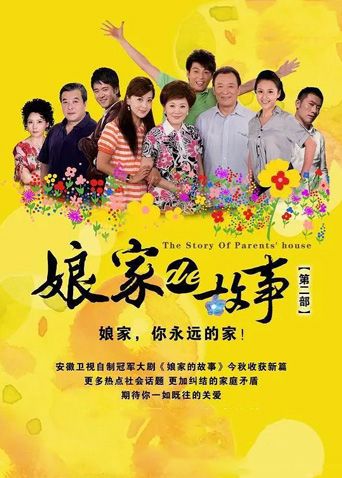 The Story Of Parents' house
娘家的故事
【第二部】
娘家，你永远的家！
安徽卫视自制冠军大剧《娘家的故事》今秋收获新篇
更多热点社会话题 更加纠结的家庭矛盾
期待你一如既往的关爱